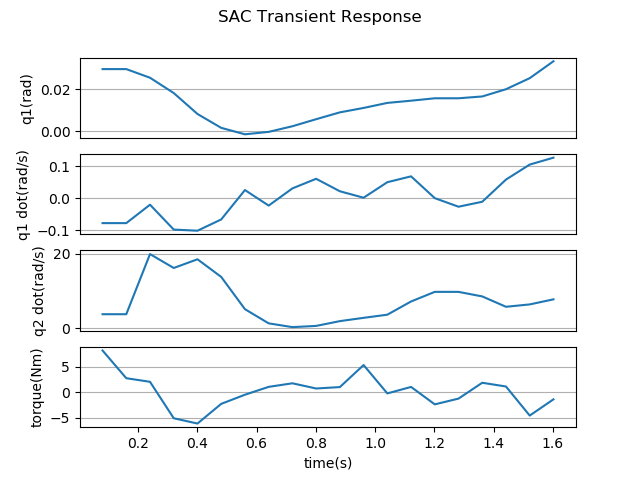 SAC Transient Response
q1(rad)
0.02
0.00
q1 dot(rad/s)
0.1
0.0
−0.1
q2 dot(rad/s)
20
0
torque(Nm)
5
0
−5
0.2 0.4 0.6 0.8 1.0 1.2 1.4 1.6
time(s)